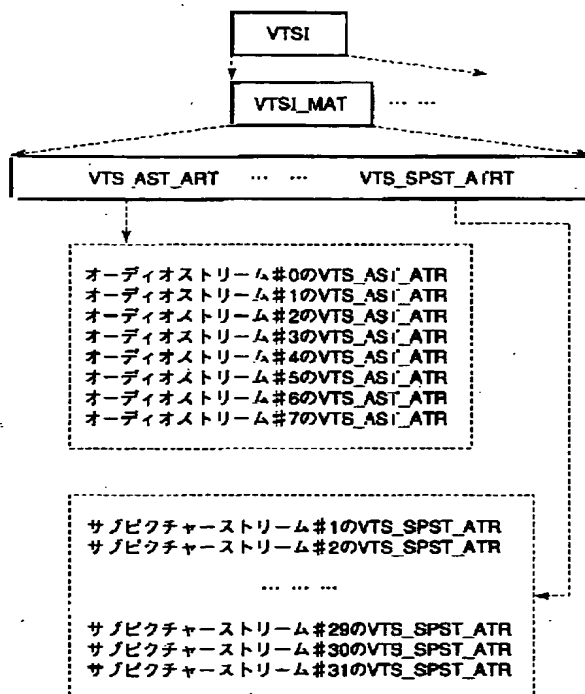 VTSI
VTSI_MAT ... ...
VTS_AST_ART ... ... VTS_SPST_ATRT
オーディオストリーム#0のVTS_AST_ATR
オーディオストリーム#1のVTS_AST_ATR
オーディオストリーム#2のVTS_AST_ATR
オーディオストリーム#3のVTS_AST_ATR
オーディオストリーム#4のVTS_AST_ATR
オーディオストリーム#5のVTS_AST_ATR
オーディオストリーム#6のVTS_AST_ATR
オーディオストリーム#7のVTS_AST_ATR
サブピクチャーストリーム#1のVTS_SPST_ATR
サブピクチャーストリーム#2のVTS_SPST_ATR
... ... ...
サブピクチャーストリーム#29のVTS_SPST_ATR
サブピクチャーストリーム#30のVTS_SPST_ATR
サブピクチャーストリーム#31のVTS_SPST_ATR